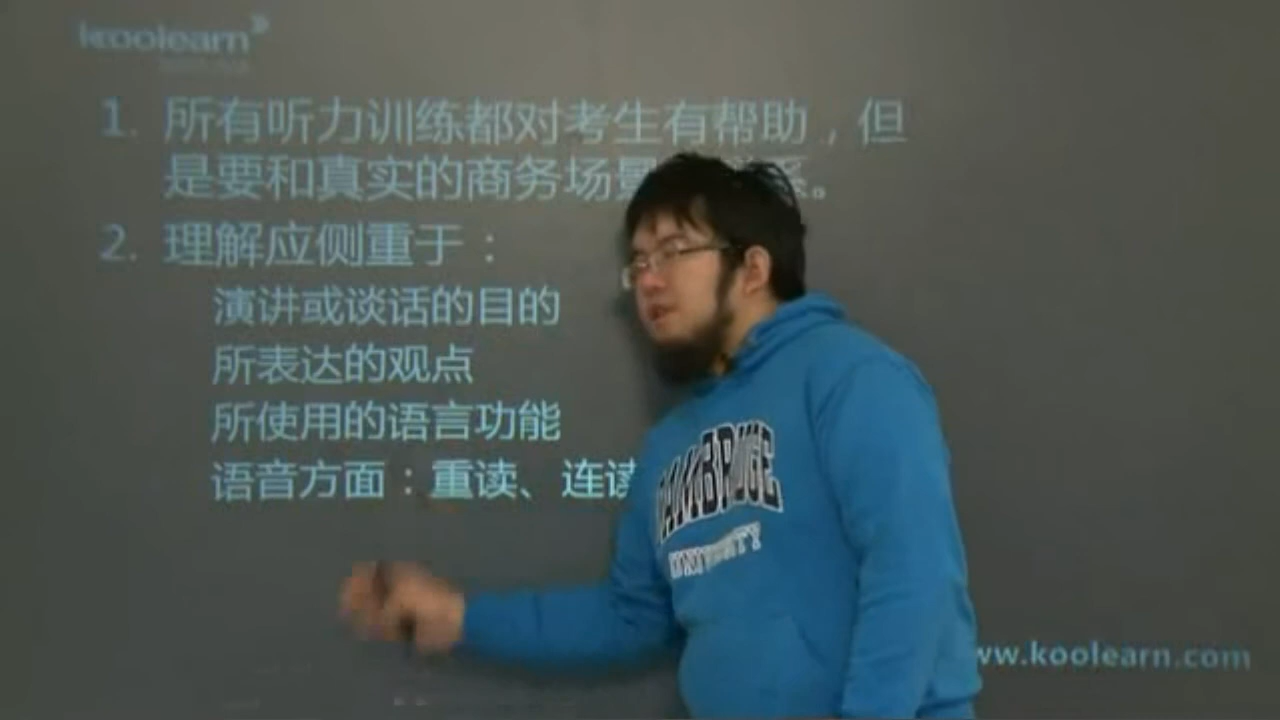 koolearn
1. 所有听力训练都对考生有帮助，但
是要和真实的商务场景 系。
2. 理解应侧重于：
演讲或谈话的目的
所表达的观点
所使用的语言功能
语音方面：重读、连读
CAMBRIDGE
UNIVERSITY
www.koolearn.com